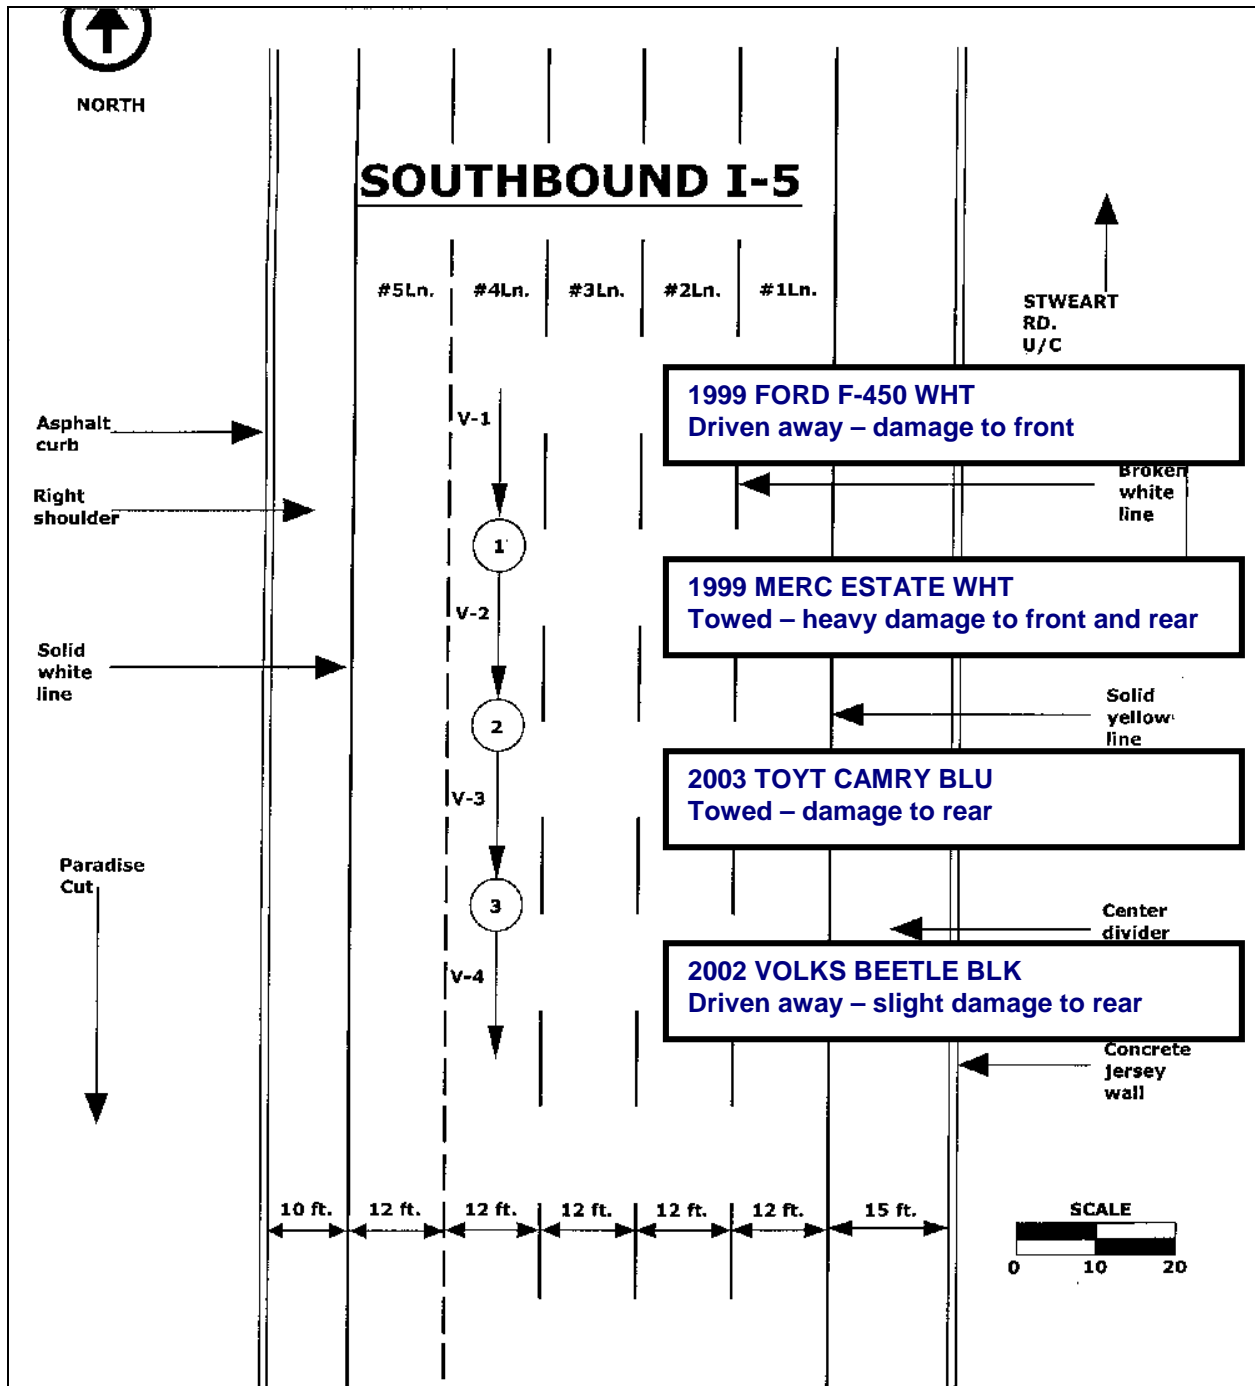 NORTH
SOUTHBOUND I-5
#5Ln.
#4Ln.
#3Ln.
#2Ln.
#1Ln.
STWEART
RD.
U/C
1999 FORD F-450 WHT
Driven away – damage to front
V-1
Asphalt
curb
Broken
white
line
Right
shoulder
1
1999 MERC ESTATE WHT
Towed – heavy damage to front and rear
V-2
Solid
white
line
Solid
yellow
line
2
2003 TOYT CAMRY BLU
Towed – damage to rear
V-3
Paradise
Cut
3
Center
divider
2002 VOLKS BEETLE BLK
Driven away – slight damage to rear
V-4
Concrete
Jersey
wall
10 ft.
12 ft.
12 ft.
12 ft.
12 ft.
12 ft.
15 ft.
SCALE
0
10
20